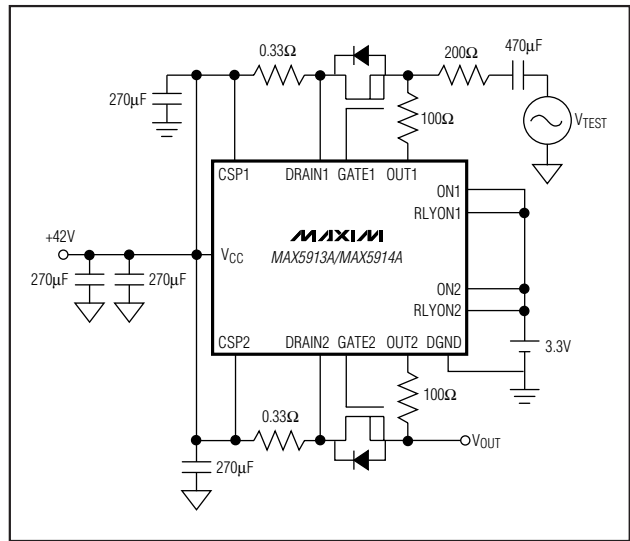 0.33Ω
200Ω
470µF
270µF
100Ω
VTEST
CSP1
DRAIN1
GATE1
OUT1
ON1
RLYON1
MAXIM
MAX5913A/MAX5914A
+42V
VCC
270µF
270µF
ON2
RLYON2
CSP2
DRAIN2
GATE2
OUT2
DGND
3.3V
100Ω
0.33Ω
VOUT
270µF